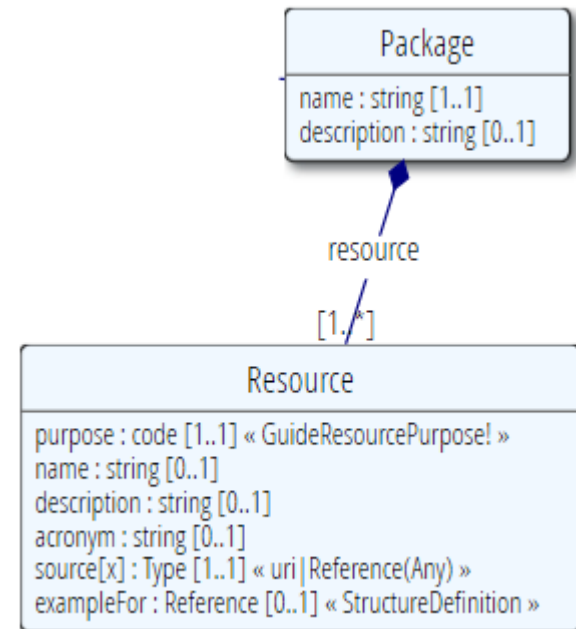 Package
name : string [1..1]
description : string [0..1]
resource
[1..*]
Resource
purpose : code [1..1] « GuideResourcePurpose! »
name : string [0..1]
description : string [0..1]
acronym : string [0..1]
source[x] : Type [1..1] « uri|Reference(Any) »
exampleFor : Reference [0..1] « StructureDefinition »